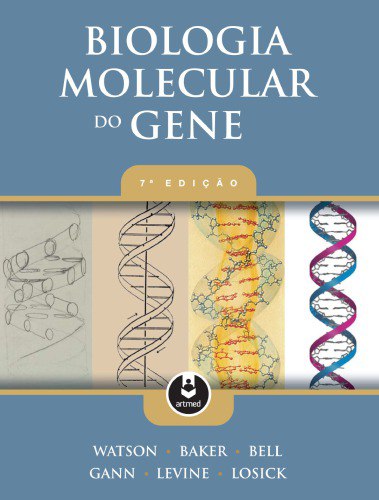 BIOLOGIA
MOLECULAR
DO GENE
7ª EDIÇÃO
artmed
WATSON · BAKER · BELL
GANN · LEVINE · LOSICK